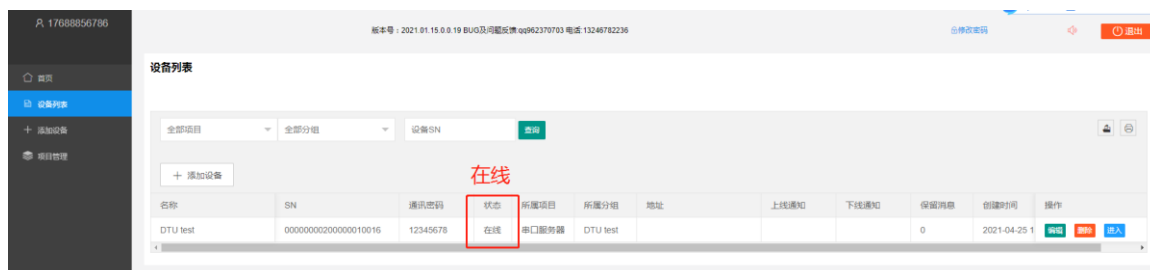 17688856786
版本号：2021.01.15.0.0.19 BUG及问题反馈:qq962370703 电话:13246782236
修改密码
退出
首页
设备列表
添加设备
项目管理
设备列表
全部项目
全部分组
设备SN
查询
+ 添加设备
在线
名称 SN 通讯密码 状态 所属项目 所属分组 地址 上线通知 下线通知 保留消息 创建时间 操作
DTU test 00000002000000010016 12345678 在线 串口服务器 DTU test 0 2021-04-25 1 编辑 删除 进入